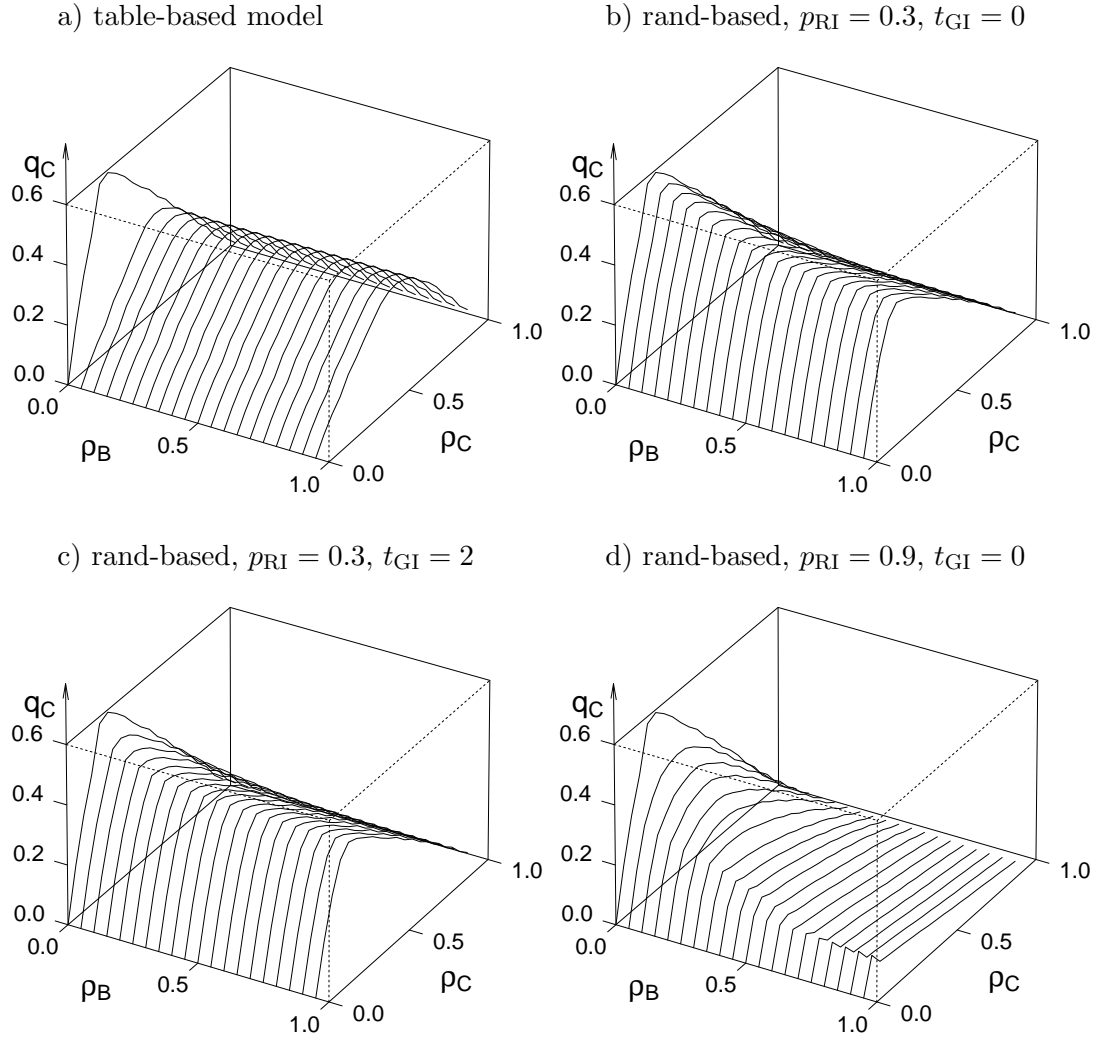 a) table-based model
b) rand-based, p_RI = 0.3, t_GI = 0
q_C
0.6
0.4
0.2
0.0
0.0
0.5
1.0
ρ_B
0.0
0.5
1.0
ρ_C
q_C
0.6
0.4
0.2
0.0
0.0
0.5
1.0
ρ_B
0.0
0.5
1.0
ρ_C
c) rand-based, p_RI = 0.3, t_GI = 2
d) rand-based, p_RI = 0.9, t_GI = 0
q_C
0.6
0.4
0.2
0.0
0.0
0.5
1.0
ρ_B
0.0
0.5
1.0
ρ_C
q_C
0.6
0.4
0.2
0.0
0.0
0.5
1.0
ρ_B
0.0
0.5
1.0
ρ_C